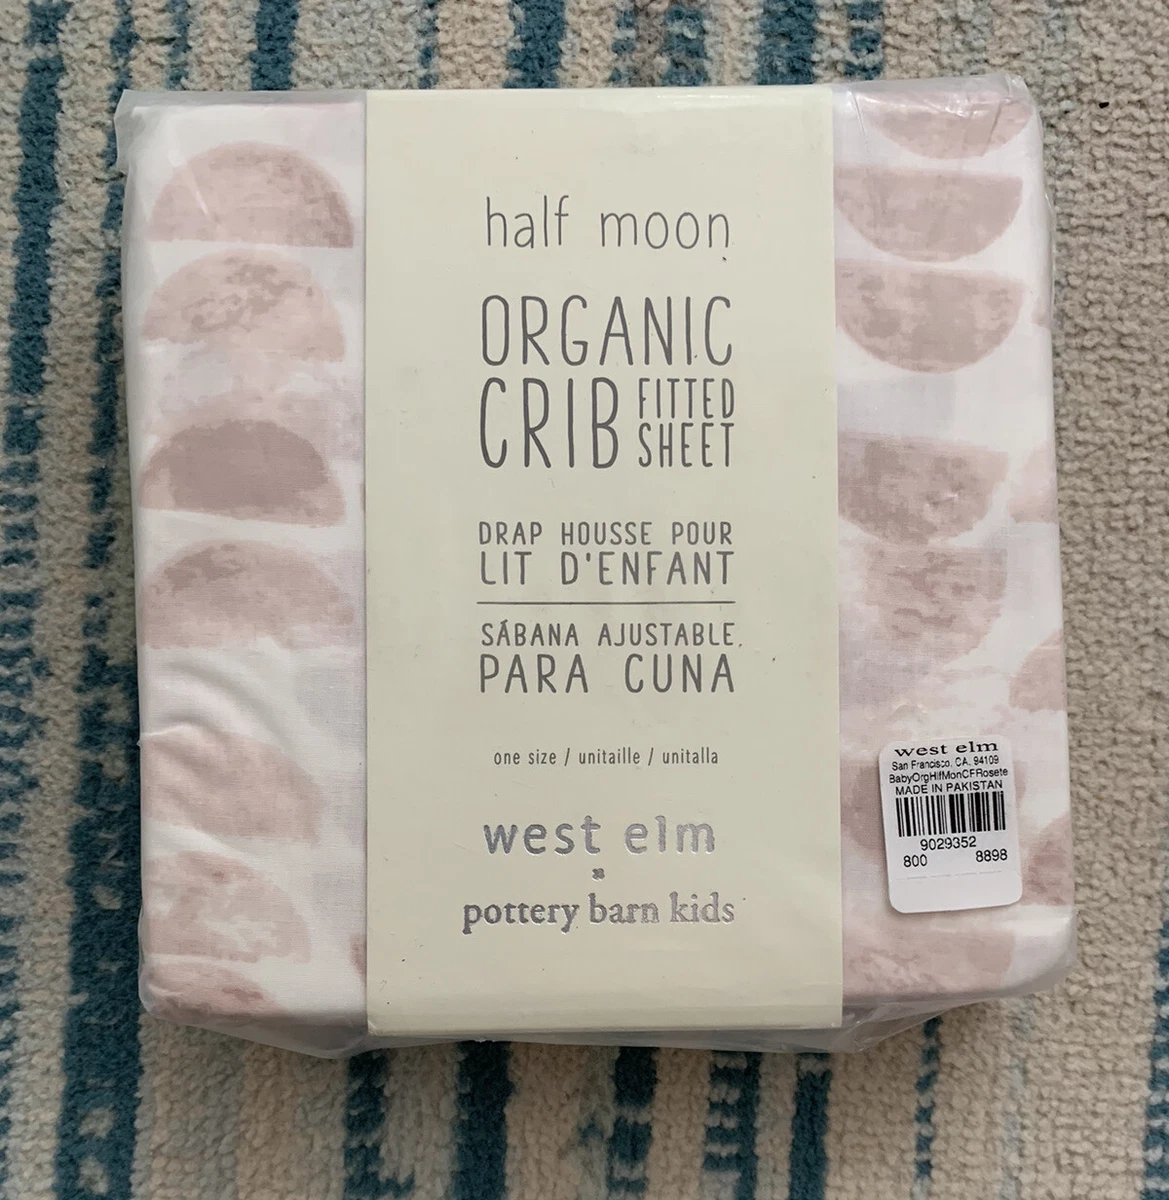 half moon
ORGANIC
CRIB FITTED SHEET
DRAP HOUSSE POUR
LIT D'ENFANT
SÁBANA AJUSTABLE
PARA CUNA
one size / unitaille / unitalla
west elm
x
pottery barn kids
west elm
San Francisco, CA, 94109
BabyOrgHlfMonCFRosete
MADE IN PAKISTAN
9029352
800 8898